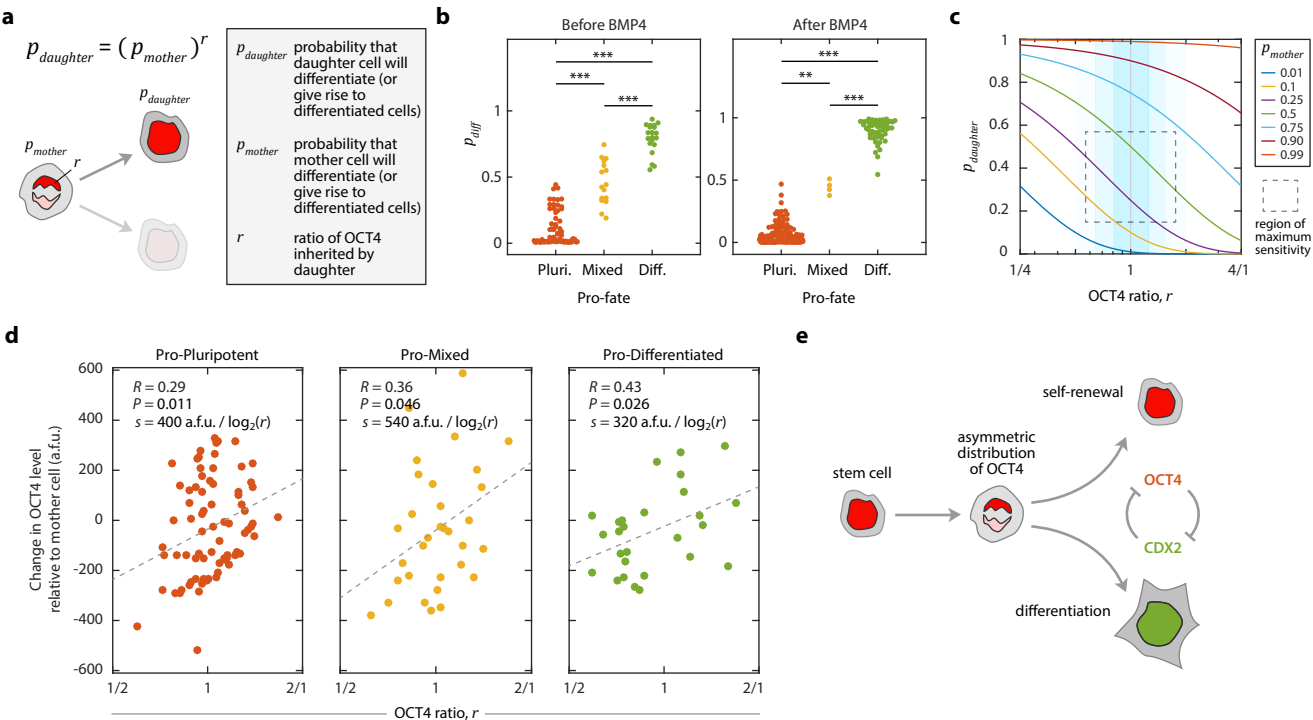 a
p_daughter = (p_mother)^r
p_daughter
p_mother
r
p_daughter probability that
daughter cell will
differentiate (or
give rise to
differentiated cells)
p_mother probability that
mother cell will
differentiate (or
give rise to
differentiated cells)
r ratio of OCT4
inherited by
daughter
b
Before BMP4
After BMP4
p_diff
1
0.5
0
***
***
***
Pluri. Mixed Diff.
Pro-fate
1
0.5
0
***
**
***
Pluri. Mixed Diff.
Pro-fate
c
p_daughter
1
0.8
0.6
0.4
0.2
0
1/4 1 4/1
OCT4 ratio, r
p_mother
0.01
0.1
0.25
0.5
0.75
0.90
0.99
region of
maximum
sensitivity
d
Change in OCT4 level
relative to mother cell (a.f.u.)
600
400
200
0
-200
-400
-600
Pro-Pluripotent
R = 0.29
P = 0.011
s = 400 a.f.u. / log2(r)
1/2 1 2/1
Pro-Mixed
R = 0.36
P = 0.046
s = 540 a.f.u. / log2(r)
1/2 1 2/1
Pro-Differentiated
R = 0.43
P = 0.026
s = 320 a.f.u. / log2(r)
1/2 1 2/1
OCT4 ratio, r
e
stem cell
asymmetric
distribution
of OCT4
self-renewal
OCT4
CDX2
differentiation